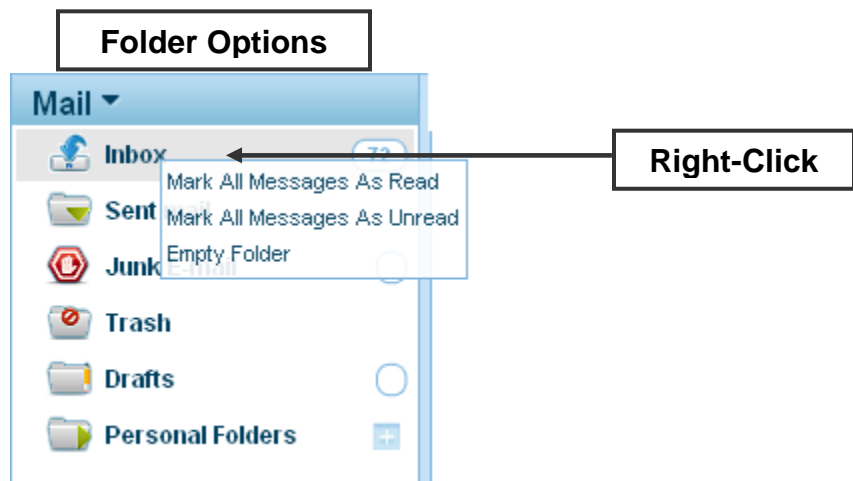 Folder Options
Mail
Inbox
Right-Click
Mark All Messages As Read
Sent
Mark All Messages As Unread
Empty Folder
Junk E-mail
Trash
Drafts
Personal Folders